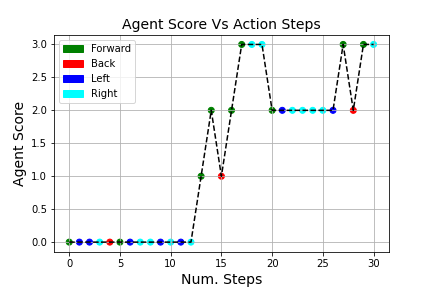 Agent Score Vs Action Steps
3.0
2.5
2.0
1.5
1.0
0.5
0.0
Agent Score
Forward
Back
Left
Right
0 5 10 15 20 25 30
Num. Steps